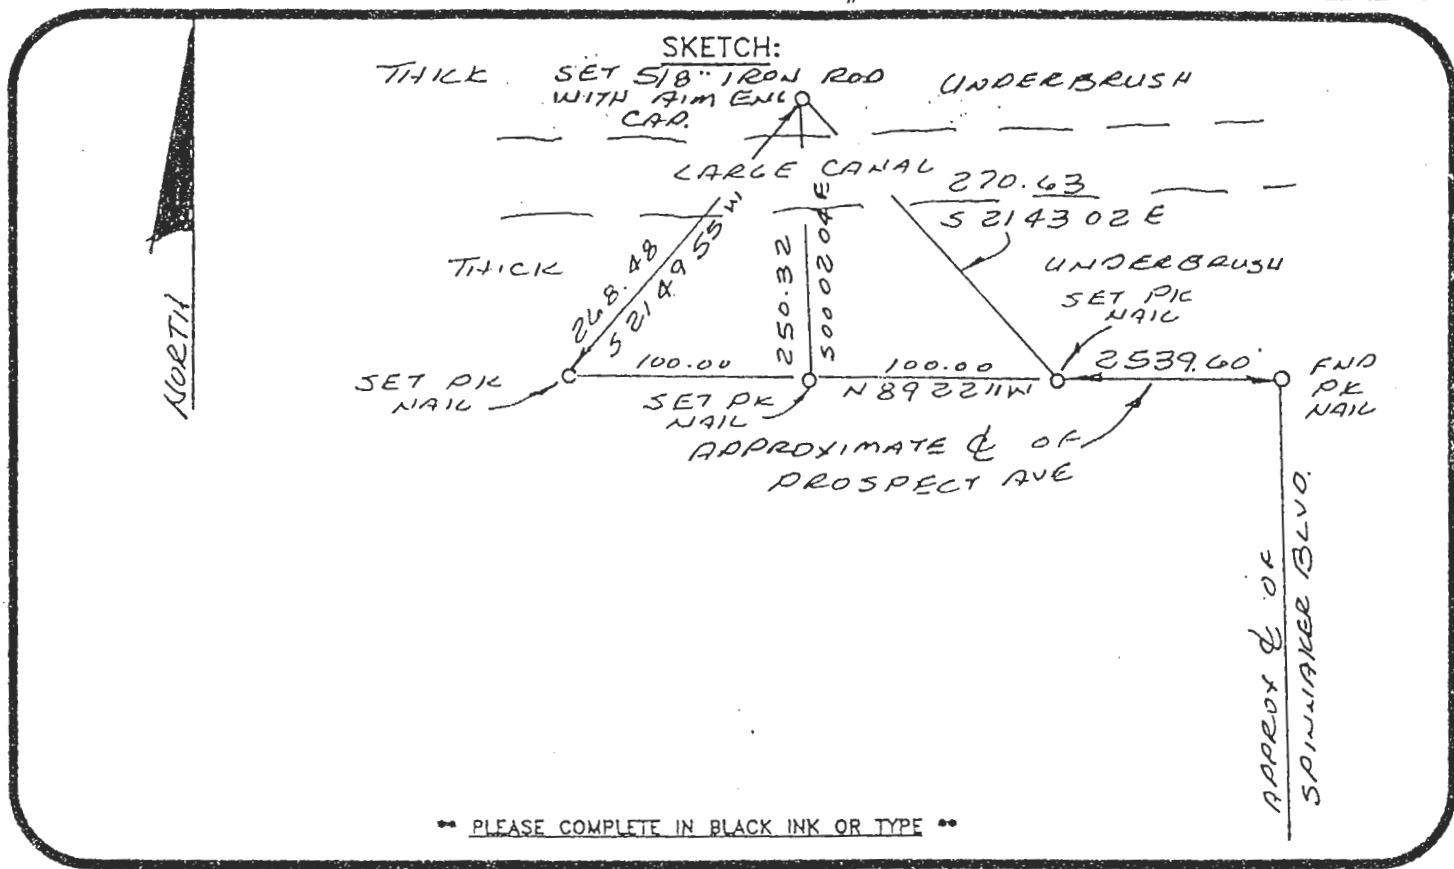 SKETCH:
THICK
SET 5/8" IRON ROD
WITH AIM ENG
CAP.
UNDERBRUSH
LARGE CANAL
270.63
S 21 43 02 E
THICK
UNDERBRUSH
268.48
S 21 49 55 W
250.32
S 00 02 04 E
SET PK
NAIL
100.00
SET PK
NAIL
100.00
N 89 22 11 W
SET PK
NAIL
2539.60'
FND
PK
NAIL
APPROXIMATE ℄ OF
PROSPECT AVE
NORTH
APPROX ℄ OF
SPINNAKER BLVD.
** PLEASE COMPLETE IN BLACK INK OR TYPE **